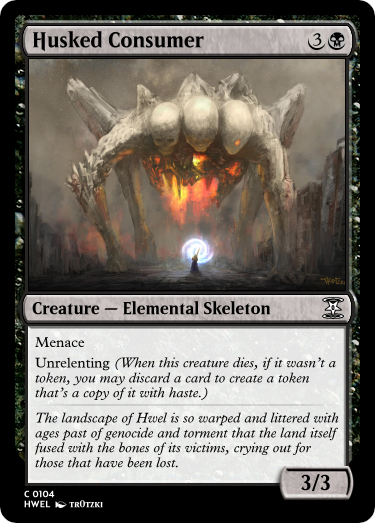 Husked Consumer 3
Creature — Elemental Skeleton
Menace
Unrelenting (When this creature dies, if it wasn't a
token, you may discard a card to create a token
that's a copy of it with haste.)
The landscape of Hwel is so warped and littered with
ages past of genocide and torment that the land itself
fused with the bones of its victims, crying out for
those that have been lost.
3/3
C 0104
HWEL TR0TZKI